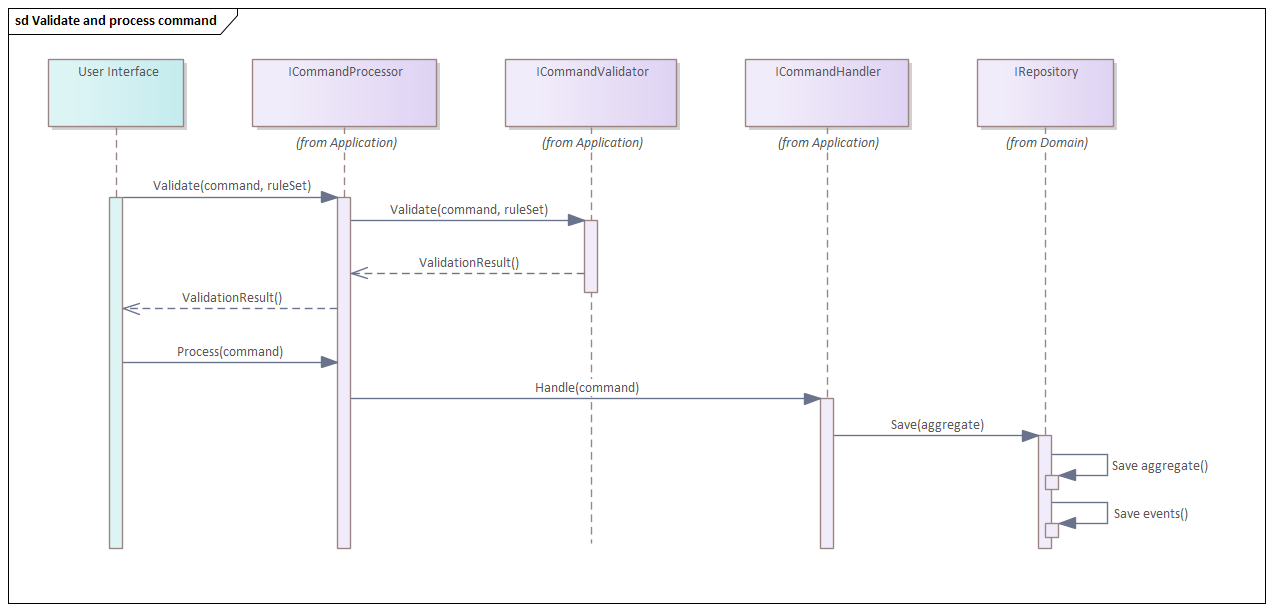 sd Validate and process command
User Interface
ICommandProcessor
ICommandValidator
ICommandHandler
IRepository
(from Application)
(from Application)
(from Application)
(from Domain)
Validate(command, ruleSet)
Validate(command, ruleSet)
ValidationResult()
ValidationResult()
Process(command)
Handle(command)
Save(aggregate)
Save aggregate()
Save events()